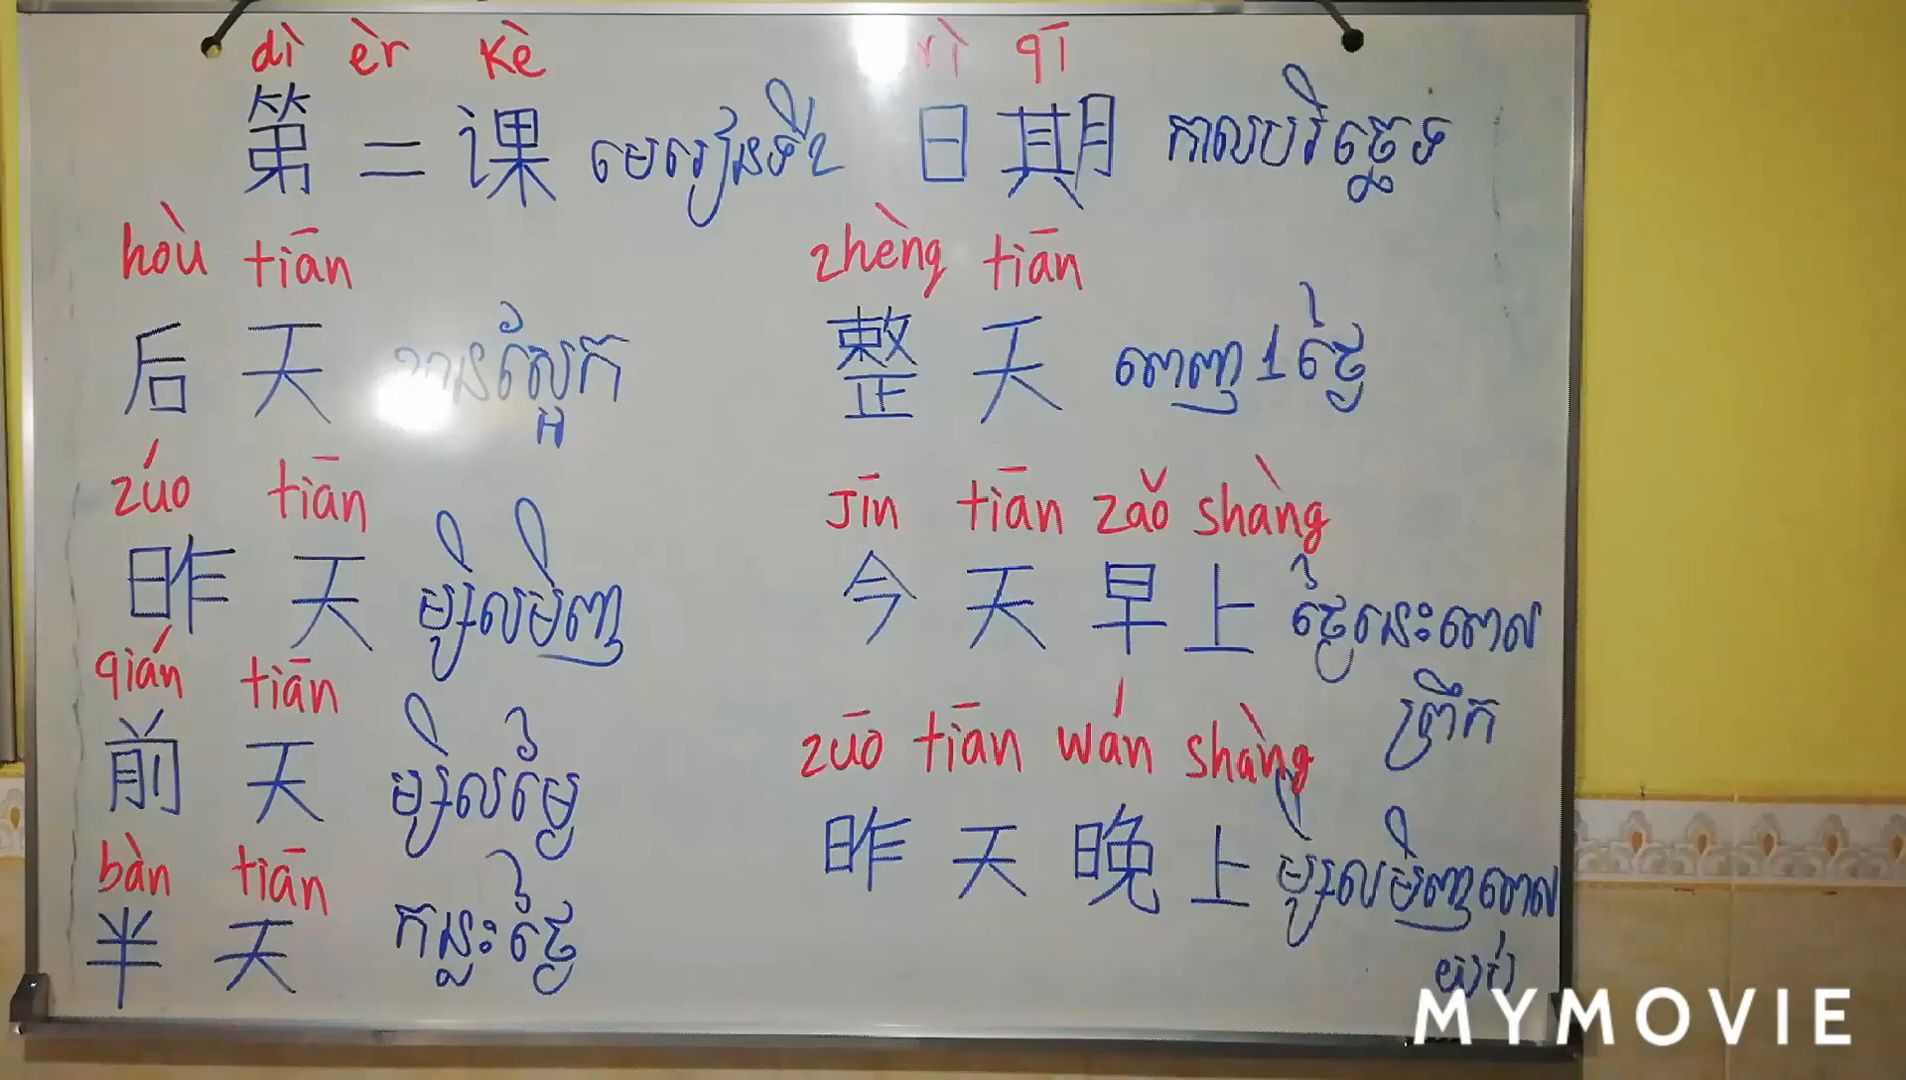 dì èr kè rì qī
第二课 មេរៀនទី2 日期 កាលបរិច្ឆេទ
hoù tiān
后天 ខានស្អែក
zúo tiān
昨天 ម្សិលមិញ
qián tiān
前天 ម្សិលម្ងៃ
bàn tiān
半天 កន្លះថ្ងៃ
zhèng tiān
整天 ពេញ1ថ្ងៃ
Jīn tiān zǎo shàng
今天早上 ថ្ងៃនេះពេល
ព្រឹក
zūo tiān wán shàng
昨天晚上 ម្សិលមិញពេល
យប់
MYMOVIE